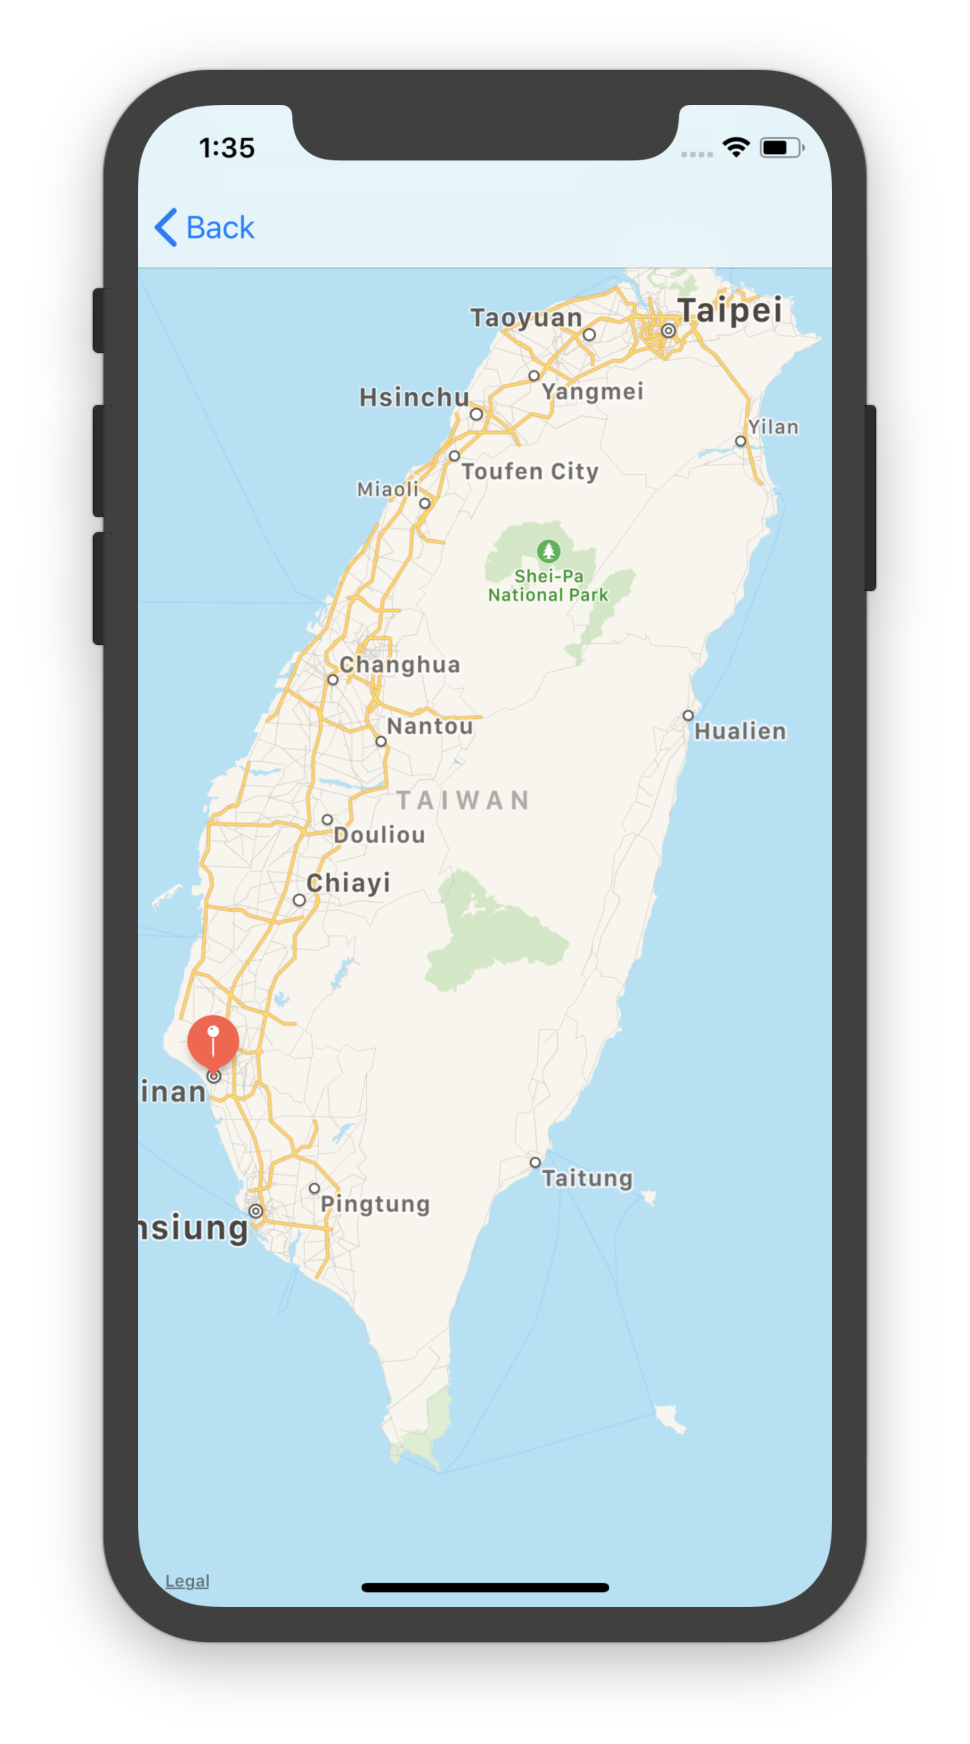 1:35
Back
Taipei
Taoyuan
Yangmei
Hsinchu
Yilan
Toufen City
Miaoli
Shei-Pa
National Park
Changhua
Nantou
Hualien
TAIWAN
Douliou
Chiayi
inan
Taitung
Pingtung
hsiung
Legal